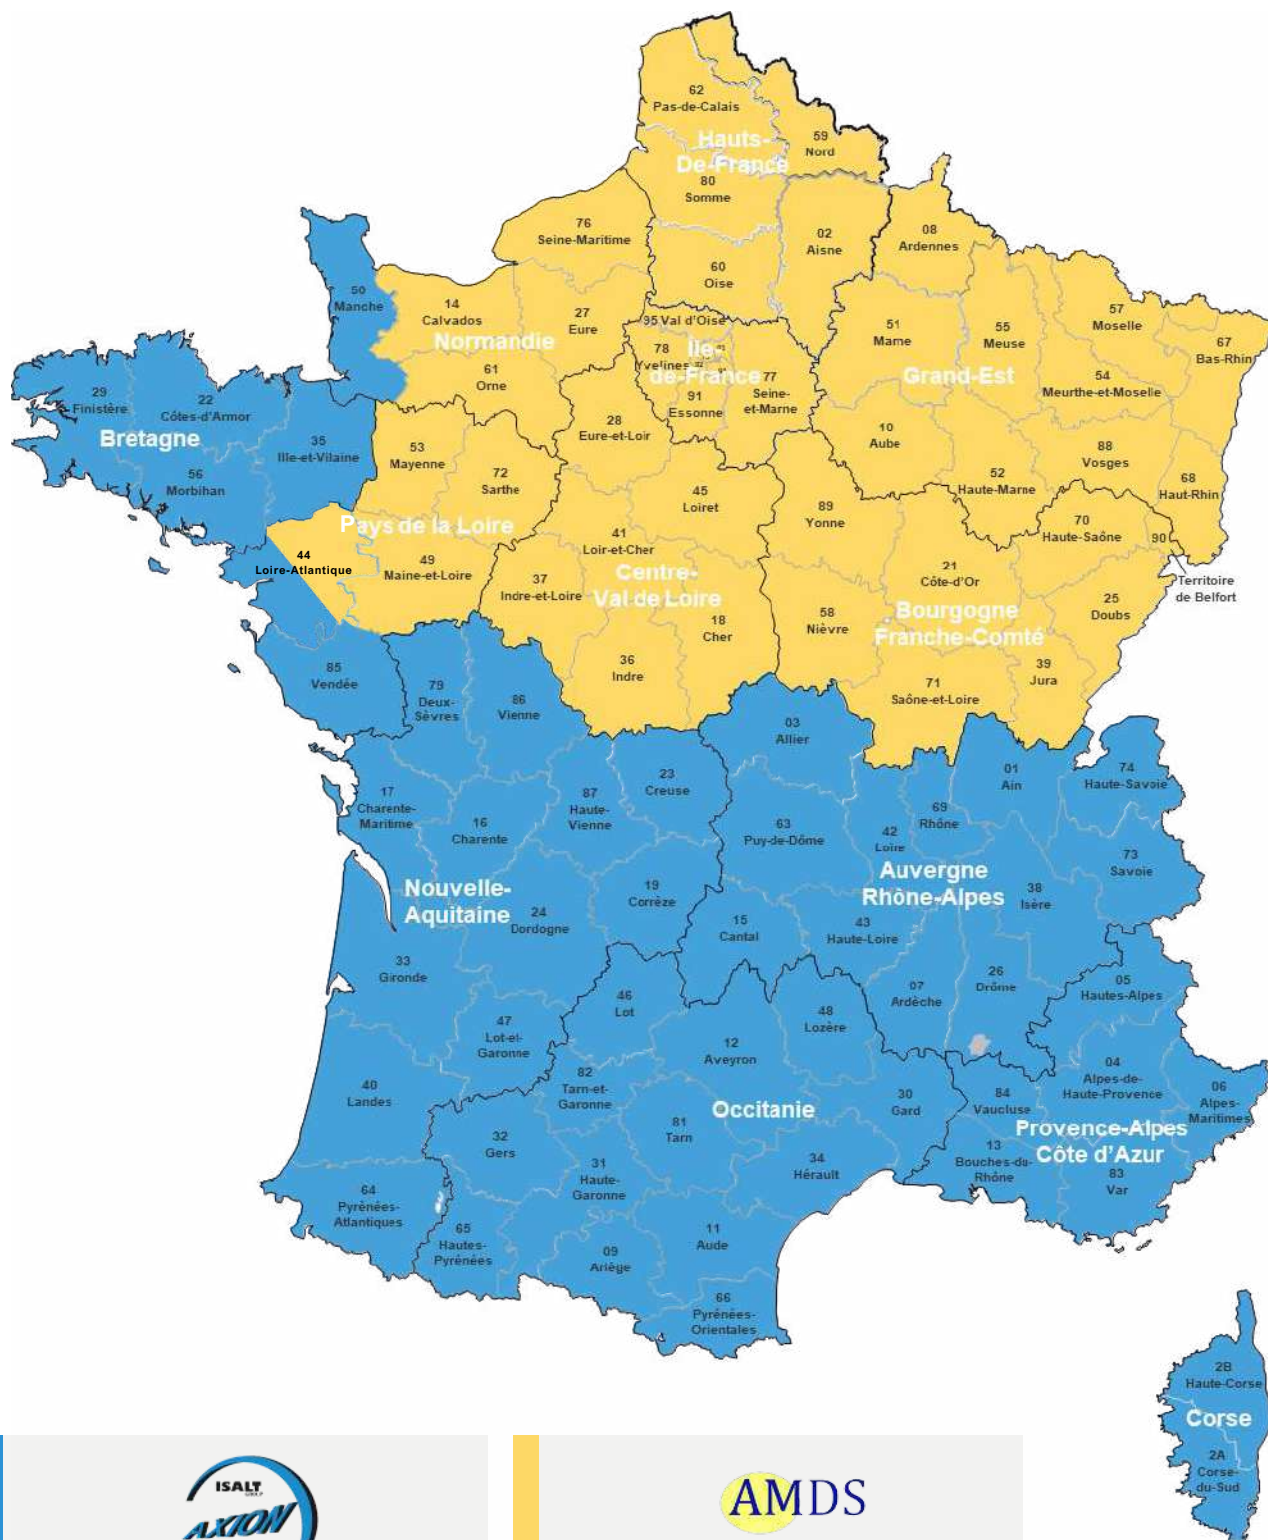 62
Pas-de-Calais
59
Nord
Hauts-
De-France
80
Somme
76
Seine-Maritime
02
Aisne
08
Ardennes
60
Oise
50
Manche
14
Calvados
27
Eure
95 Val d'Oise
Normandie
61
Orne
78
Yvelines
Ile
de-France
91
Essonne
77
Seine-
et-Marne
51
Marne
55
Meuse
57
Moselle
67
Bas-Rhin
Grand-Est
54
Meurthe-et-Moselle
29
Finistère
22
Côtes-d'Armor
Bretagne
35
Ille-et-Vilaine
56
Morbihan
53
Mayenne
72
Sarthe
28
Eure-et-Loir
10
Aube
52
Haute-Marne
88
Vosges
68
Haut-Rhin
45
Loiret
89
Yonne
70
Haute-Saône
90
Territoire
de Belfort
Pays de la Loire
44
Loire-Atlantique
49
Maine-et-Loire
41
Loir-et-Cher
37
Indre-et-Loire
Centre-
Val de Loire
18
Cher
36
Indre
58
Nièvre
21
Côte-d'Or
Bourgogne
Franche-Comté
25
Doubs
39
Jura
71
Saône-et-Loire
85
Vendée
79
Deux-
Sèvres
86
Vienne
03
Allier
01
Ain
74
Haute-Savoie
17
Charente-
Maritime
16
Charente
87
Haute-
Vienne
23
Creuse
63
Puy-de-Dôme
42
Loire
69
Rhône
73
Savoie
Auvergne
Rhône-Alpes
38
Isère
Nouvelle-
Aquitaine
24
Dordogne
19
Corrèze
15
Cantal
43
Haute-Loire
33
Gironde
07
Ardèche
26
Drôme
05
Hautes-Alpes
46
Lot
48
Lozère
47
Lot-et-
Garonne
12
Aveyron
82
Tarn-et-
Garonne
40
Landes
04
Alpes-de-
Haute-Provence
06
Alpes-
Maritimes
84
Vaucluse
30
Gard
Occitanie
32
Gers
81
Tarn
34
Hérault
31
Haute-
Garonne
13
Bouches-du-
Rhône
Provence-Alpes
Côte d'Azur
83
Var
64
Pyrénées-
Atlantiques
65
Hautes-
Pyrénées
09
Ariège
11
Aude
66
Pyrénées-
Orientales
2B
Haute-Corse
Corse
2A
Corse-
du-Sud
ISALT
AXION
AMDS